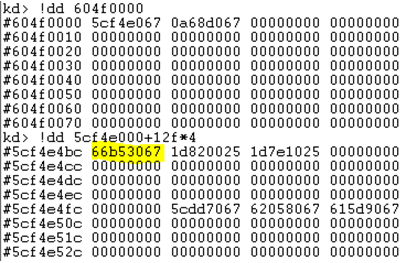 kd> !dd 604f0000
#604f0000 5cf4e067 0a68d067 00000000 00000000
#604f0010 00000000 00000000 00000000 00000000
#604f0020 00000000 00000000 00000000 00000000
#604f0030 00000000 00000000 00000000 00000000
#604f0040 00000000 00000000 00000000 00000000
#604f0050 00000000 00000000 00000000 00000000
#604f0060 00000000 00000000 00000000 00000000
#604f0070 00000000 00000000 00000000 00000000
kd> !dd 5cf4e000+12f*4
#5cf4e4bc 66b53067 1d820025 1d7e1025 00000000
#5cf4e4cc 00000000 00000000 00000000 00000000
#5cf4e4dc 00000000 00000000 00000000 00000000
#5cf4e4ec 00000000 00000000 00000000 00000000
#5cf4e4fc 00000000 5cdd7067 62058067 615d9067
#5cf4e50c 00000000 00000000 00000000 00000000
#5cf4e51c 00000000 00000000 00000000 00000000
#5cf4e52c 00000000 00000000 00000000 00000000